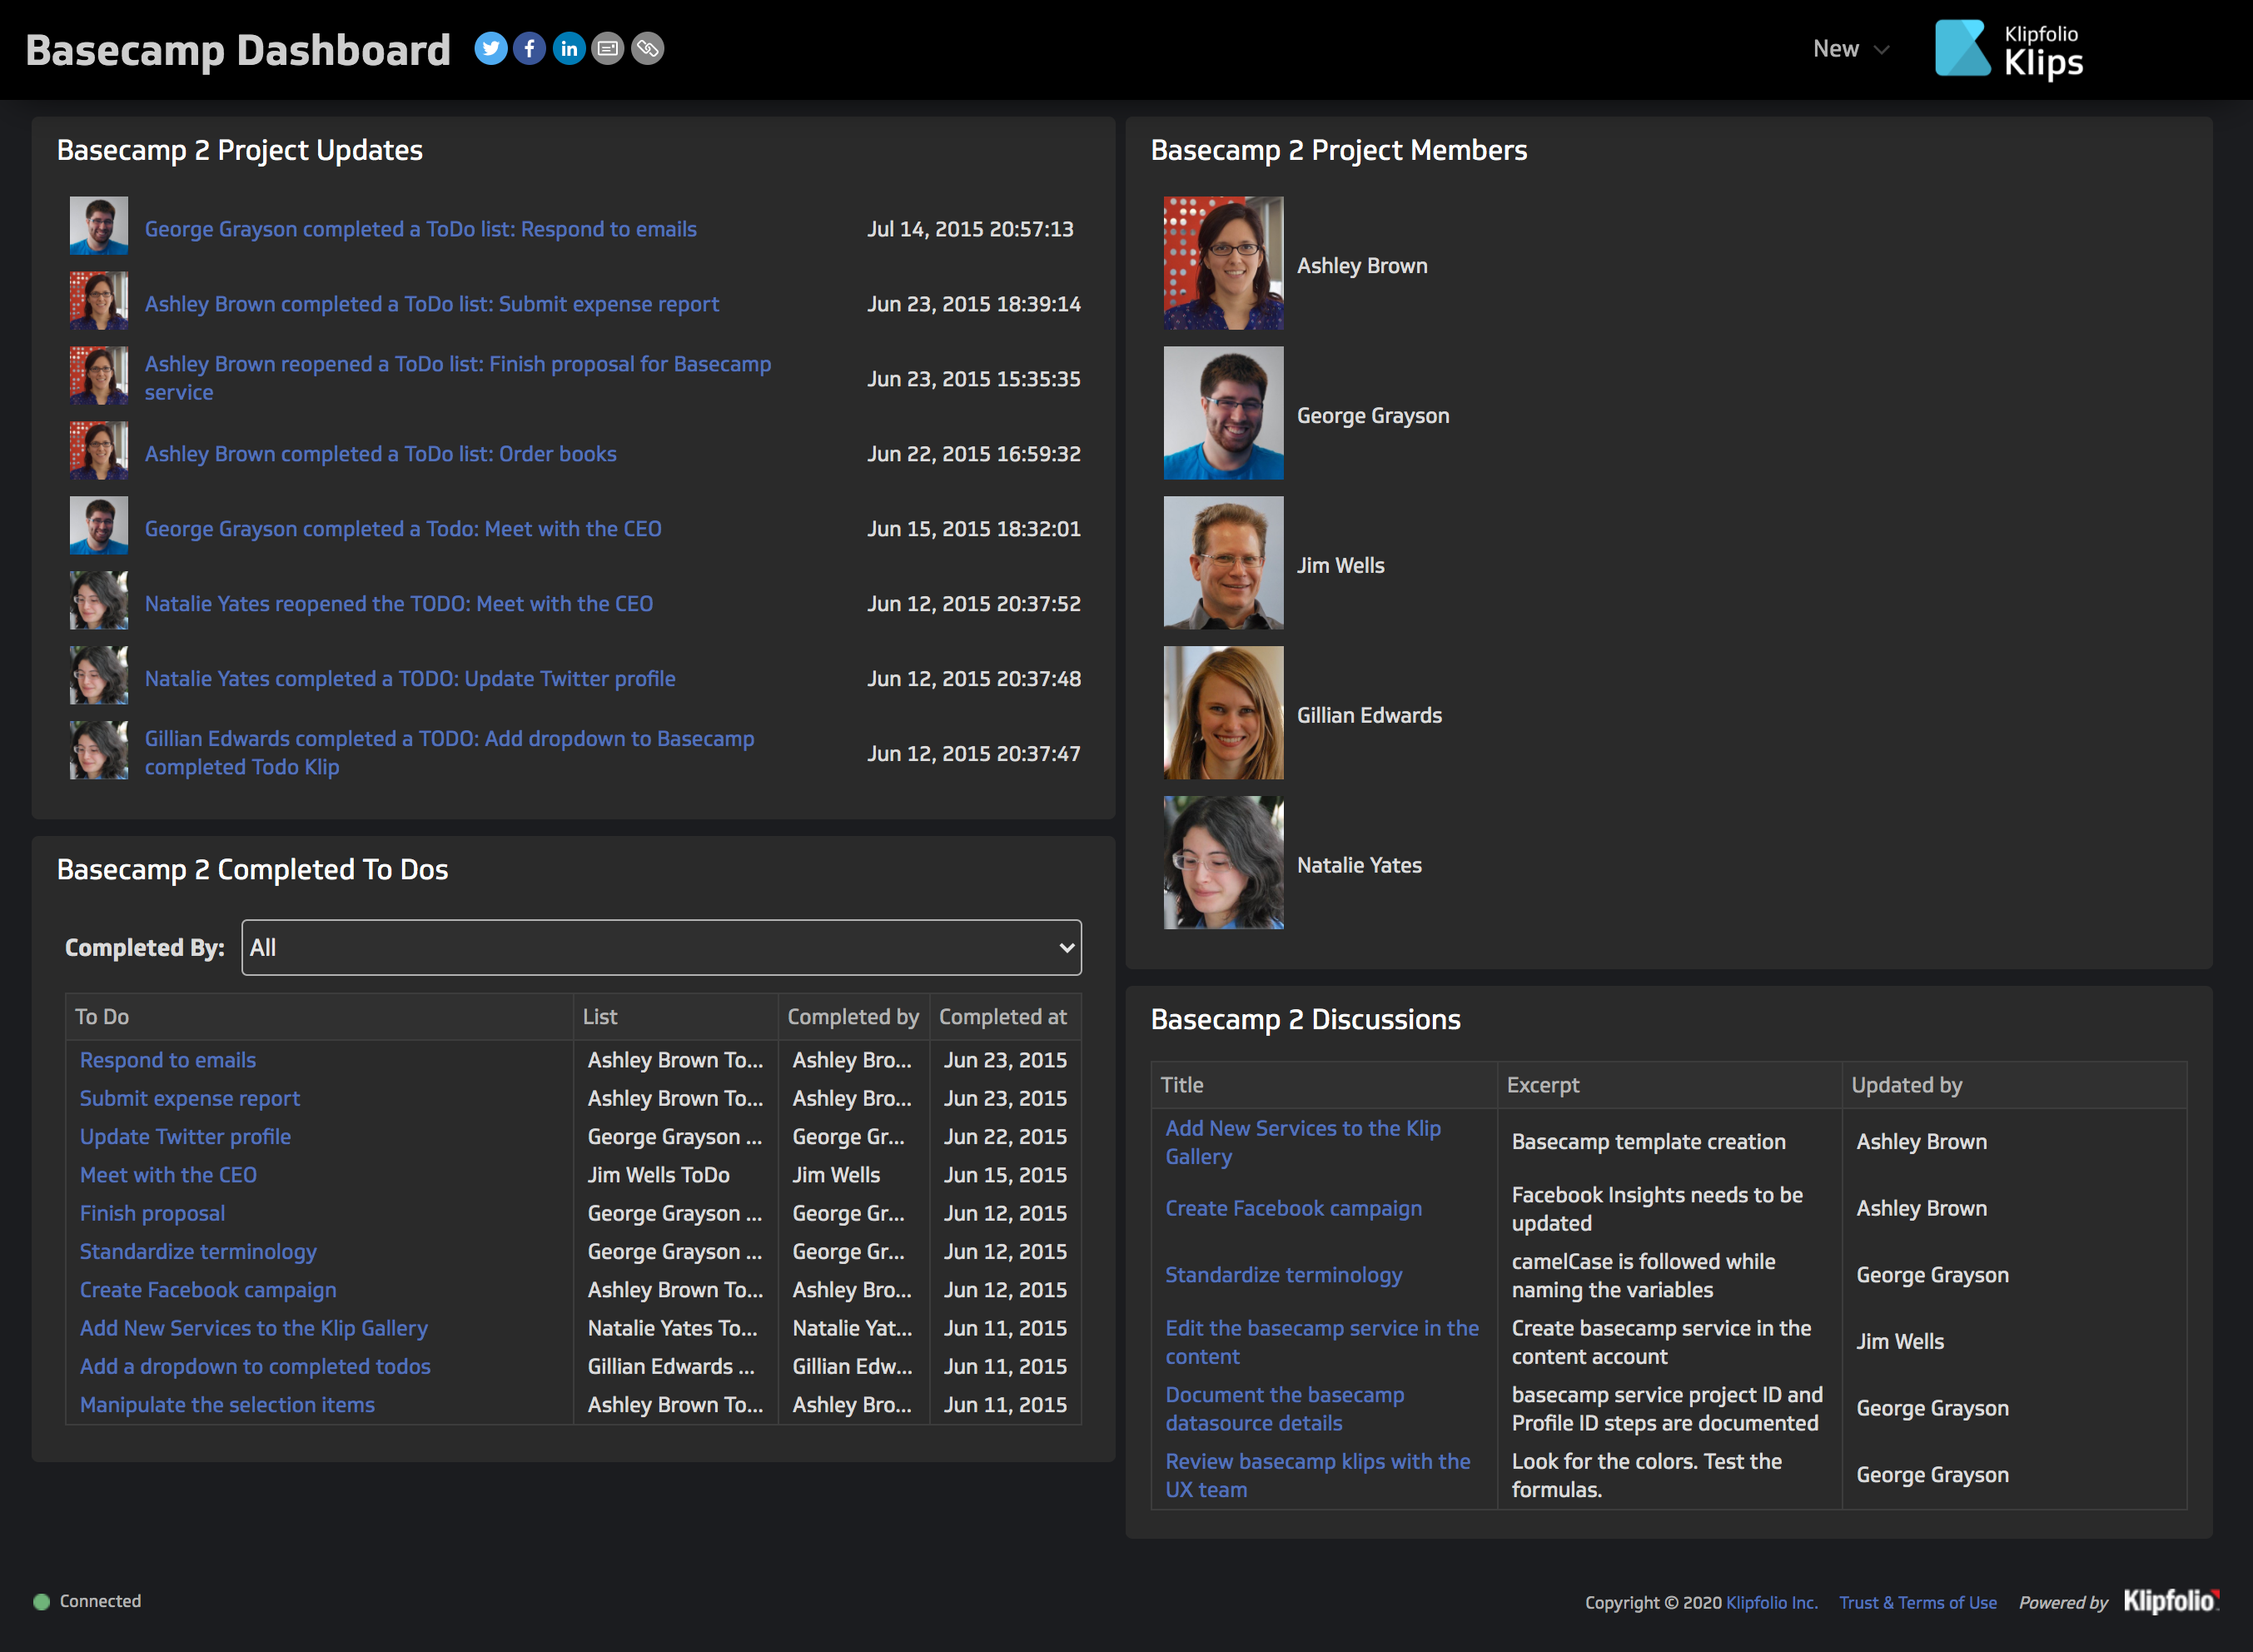 Basecamp Dashboard
in
New
Klipfolio
Klips
Basecamp 2 Project Updates
George Grayson completed a ToDo list: Respond to emails Jul 14, 2015 20:57:13
Ashley Brown completed a ToDo list: Submit expense report Jun 23, 2015 18:39:14
Ashley Brown reopened a ToDo list: Finish proposal for Basecamp
service
Jun 23, 2015 15:35:35
Ashley Brown completed a ToDo list: Order books Jun 22, 2015 16:59:32
George Grayson completed a Todo: Meet with the CEO Jun 15, 2015 18:32:01
Natalie Yates reopened the TODO: Meet with the CEO Jun 12, 2015 20:37:52
Natalie Yates completed a TODO: Update Twitter profile Jun 12, 2015 20:37:48
Gillian Edwards completed a TODO: Add dropdown to Basecamp
completed Todo Klip
Jun 12, 2015 20:37:47
Basecamp 2 Project Members
Ashley Brown
George Grayson
Jim Wells
Gillian Edwards
Natalie Yates
Basecamp 2 Completed To Dos
Completed By: All
To Do List Completed by Completed at
Respond to emails Ashley Brown To... Ashley Bro... Jun 23, 2015
Submit expense report Ashley Brown To... Ashley Bro... Jun 23, 2015
Update Twitter profile George Grayson ... George Gr... Jun 22, 2015
Meet with the CEO Jim Wells ToDo Jim Wells Jun 15, 2015
Finish proposal George Grayson ... George Gr... Jun 12, 2015
Standardize terminology George Grayson ... George Gr... Jun 12, 2015
Create Facebook campaign Ashley Brown To... Ashley Bro... Jun 12, 2015
Add New Services to the Klip Gallery Natalie Yates To... Natalie Yat... Jun 11, 2015
Add a dropdown to completed todos Gillian Edwards ... Gillian Edw... Jun 11, 2015
Manipulate the selection items Ashley Brown To... Ashley Bro... Jun 11, 2015
Basecamp 2 Discussions
Title Excerpt Updated by
Add New Services to the Klip
Gallery
Basecamp template creation
Ashley Brown
Create Facebook campaign
Facebook Insights needs to be
updated
Ashley Brown
Standardize terminology
camelCase is followed while
naming the variables
George Grayson
Edit the basecamp service in the
content
Create basecamp service in the
content account
Jim Wells
Document the basecamp
datasource details
basecamp service project ID and
Profile ID steps are documented
George Grayson
Review basecamp klips with the
UX team
Look for the colors. Test the
formulas.
George Grayson
Connected
Copyright © 2020 Klipfolio Inc. Trust & Terms of Use Powered by Klipfolio